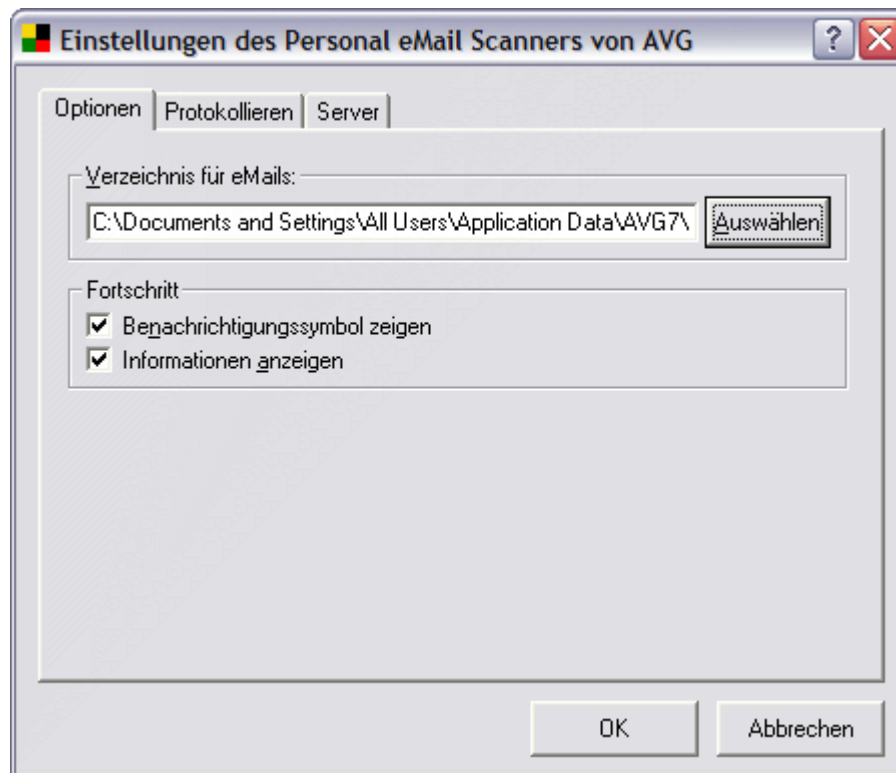 Einstellungen des Personal eMail Scanners von AVG
?
X
Optionen
Protokollieren
Server
Verzeichnis für eMails:
C:\Documents and Settings\All Users\Application Data\AVG7\
Auswählen
Fortschritt
Benachrichtigungssymbol zeigen
Informationen anzeigen
OK
Abbrechen